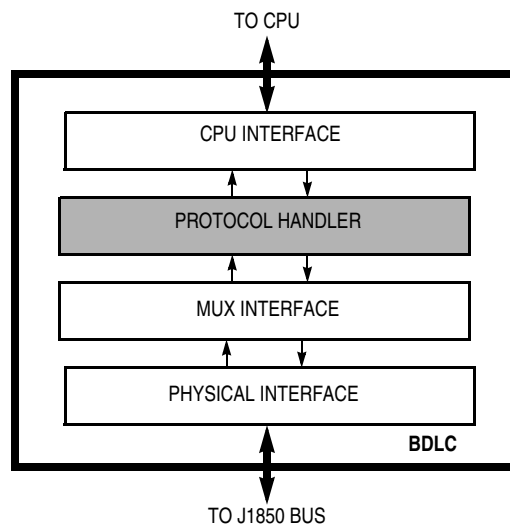 TO CPU
CPU INTERFACE
PROTOCOL HANDLER
MUX INTERFACE
PHYSICAL INTERFACE
BDLC
TO J1850 BUS